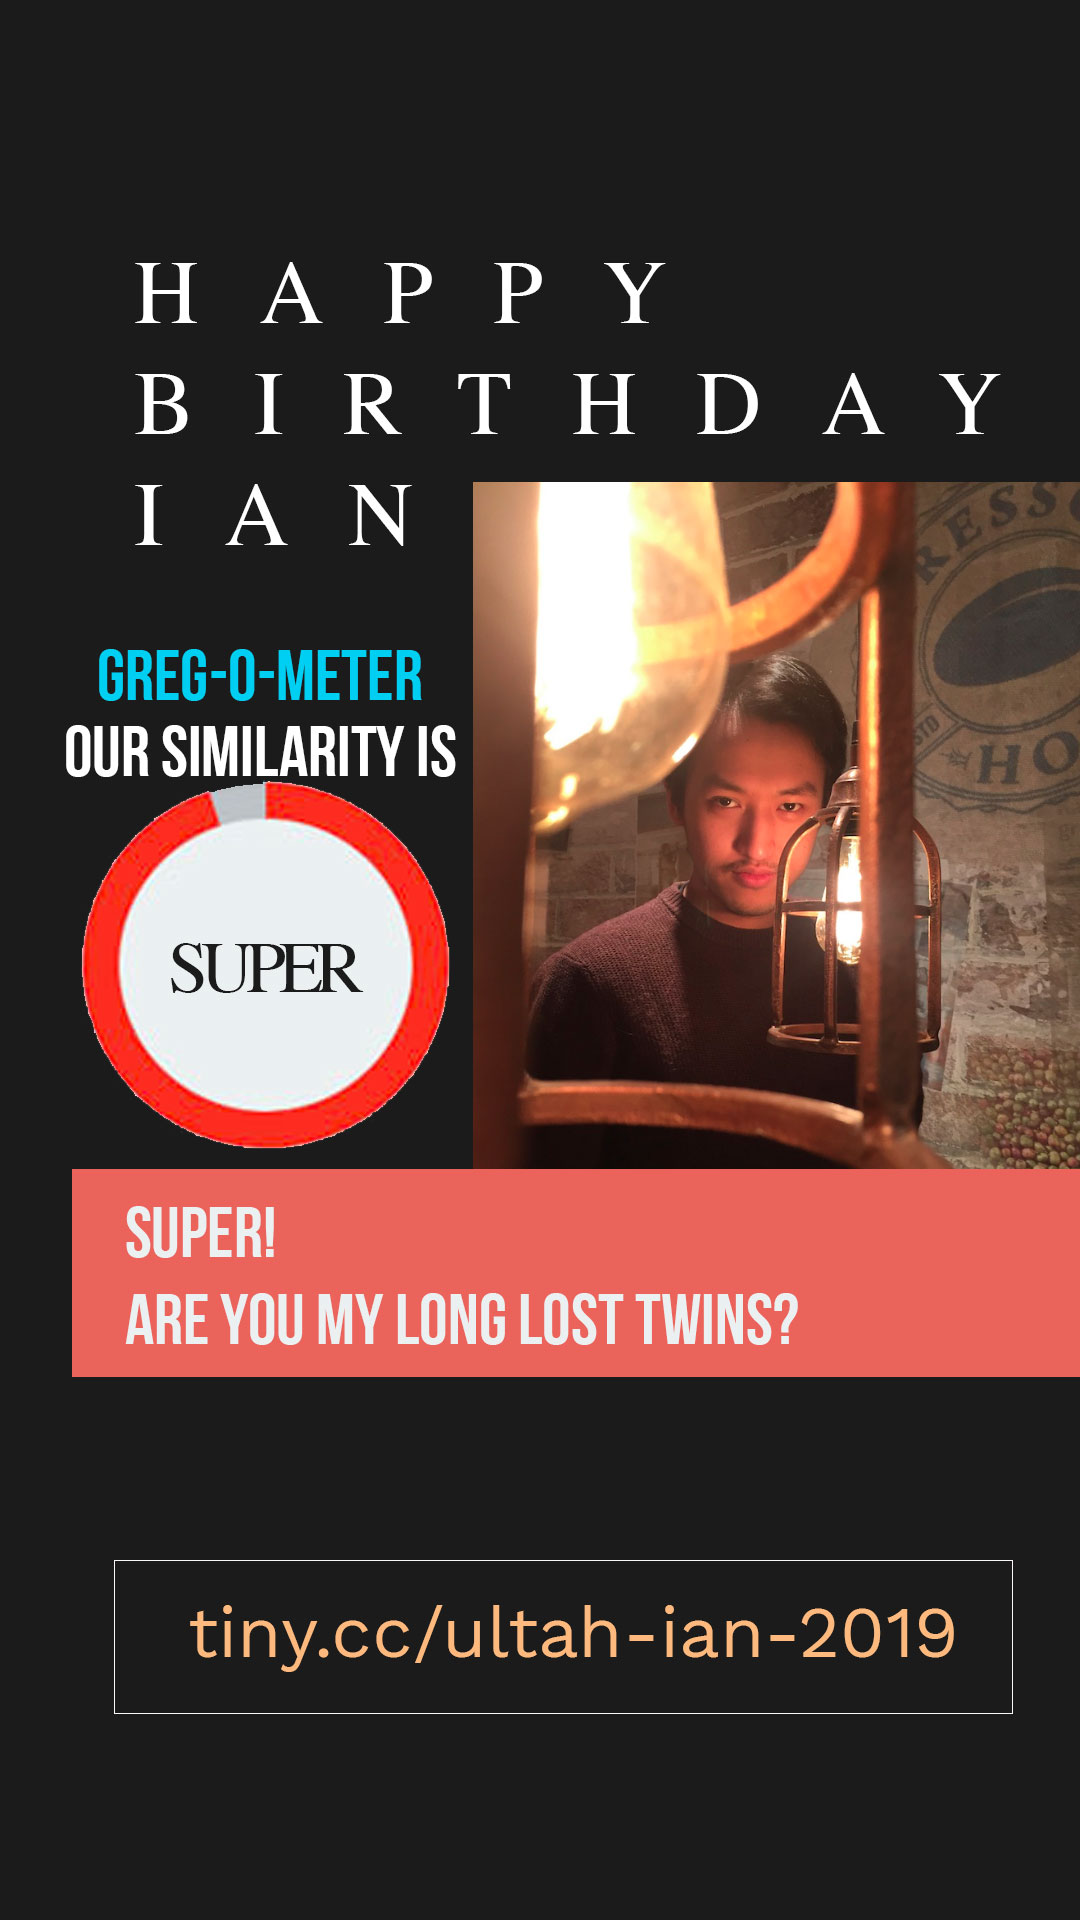 HAPPY
BIRTHDAY
IAN
GREG-O-METER
OUR SIMILARITY IS
SUPER
SUPER!
ARE YOU MY LONG LOST TWINS?
tiny.cc/ultah-ian-2019